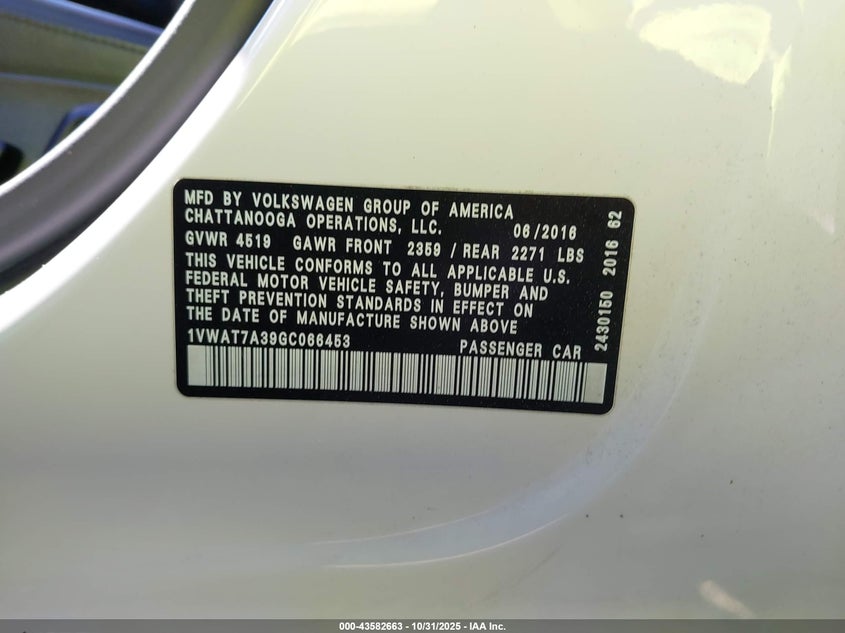 MFD BY VOLKSWAGEN GROUP OF AMERICA
CHATTANOOGA OPERATIONS, LLC. 06/2016
GVWR 4519 GAWR FRONT 2359 / REAR 2271 LBS
THIS VEHICLE CONFORMS TO ALL APPLICABLE U.S.
FEDERAL MOTOR VEHICLE SAFETY, BUMPER AND
THEFT PREVENTION STANDARDS IN EFFECT ON
THE DATE OF MANUFACTURE SHOWN ABOVE
1VWAT7A39GC066453 PASSENGER CAR
2430150 2016 62
000-43582663 - 10/31/2025 - IAA Inc.